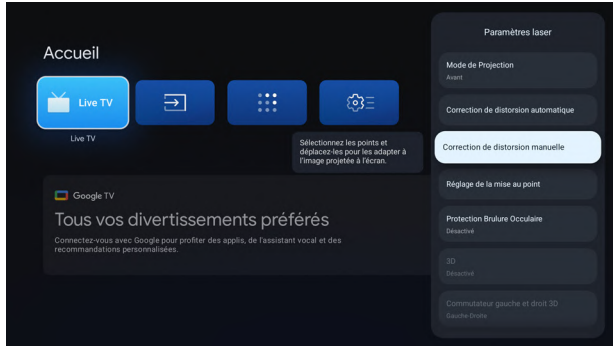 Accueil
Live TV
Live TV
Sélectionnez les points et
déplacez-les pour les adapter à
l'image projetée à l'écran.
Google TV
Tous vos divertissements préférés
Connectez-vous avec Google pour profiter des applis, de l'assistant vocal et des
recommandations personnalisées.
Paramètres laser
Mode de Projection
Avant
Correction de distorsion automatique
Correction de distorsion manuelle
Réglage de la mise au point
Protection Brulure Occulaire
Désactivé
3D
Désactivé
Commutateur gauche et droit 3D
Gauche-Droite